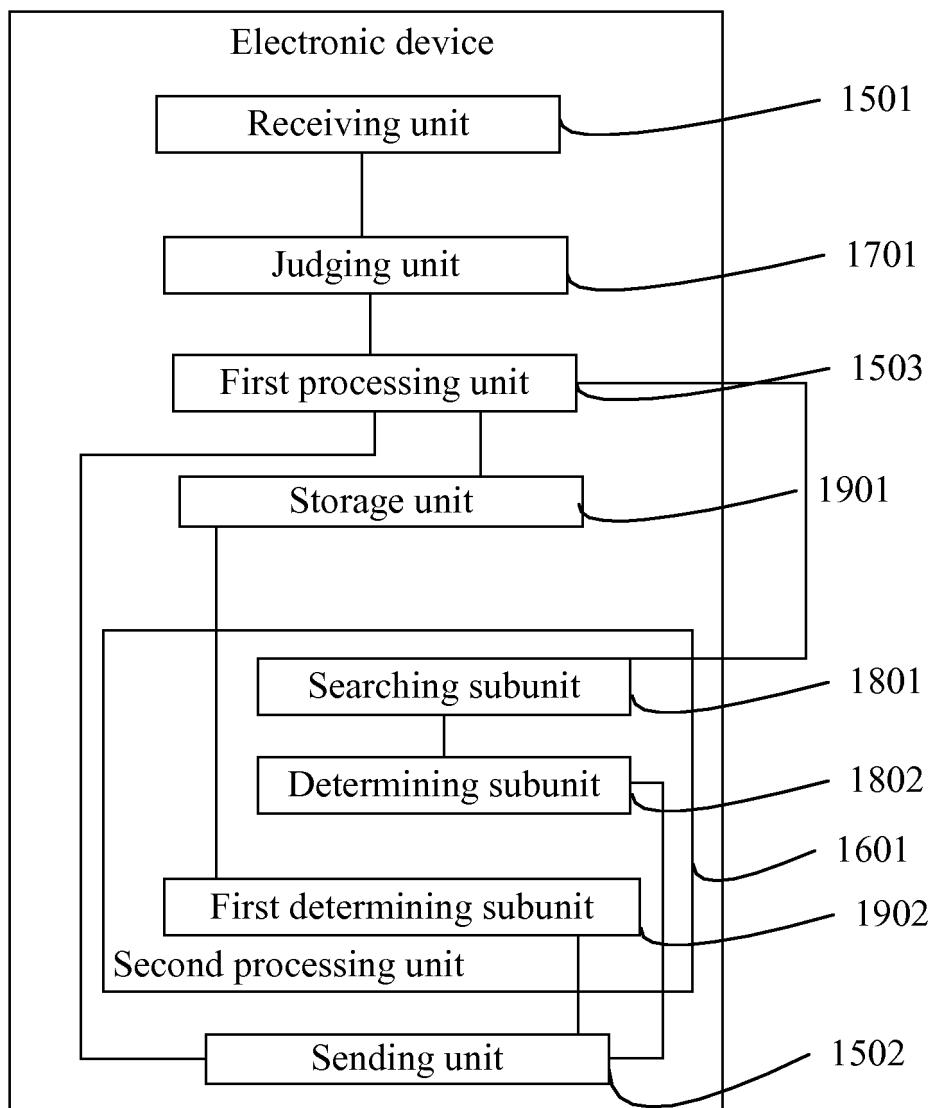 Electronic device
Receiving unit
1501
Judging unit
1701
First processing unit
1503
Storage unit
1901
Searching subunit
1801
Determining subunit
1802
1601
First determining subunit
1902
Second processing unit
Sending unit
1502